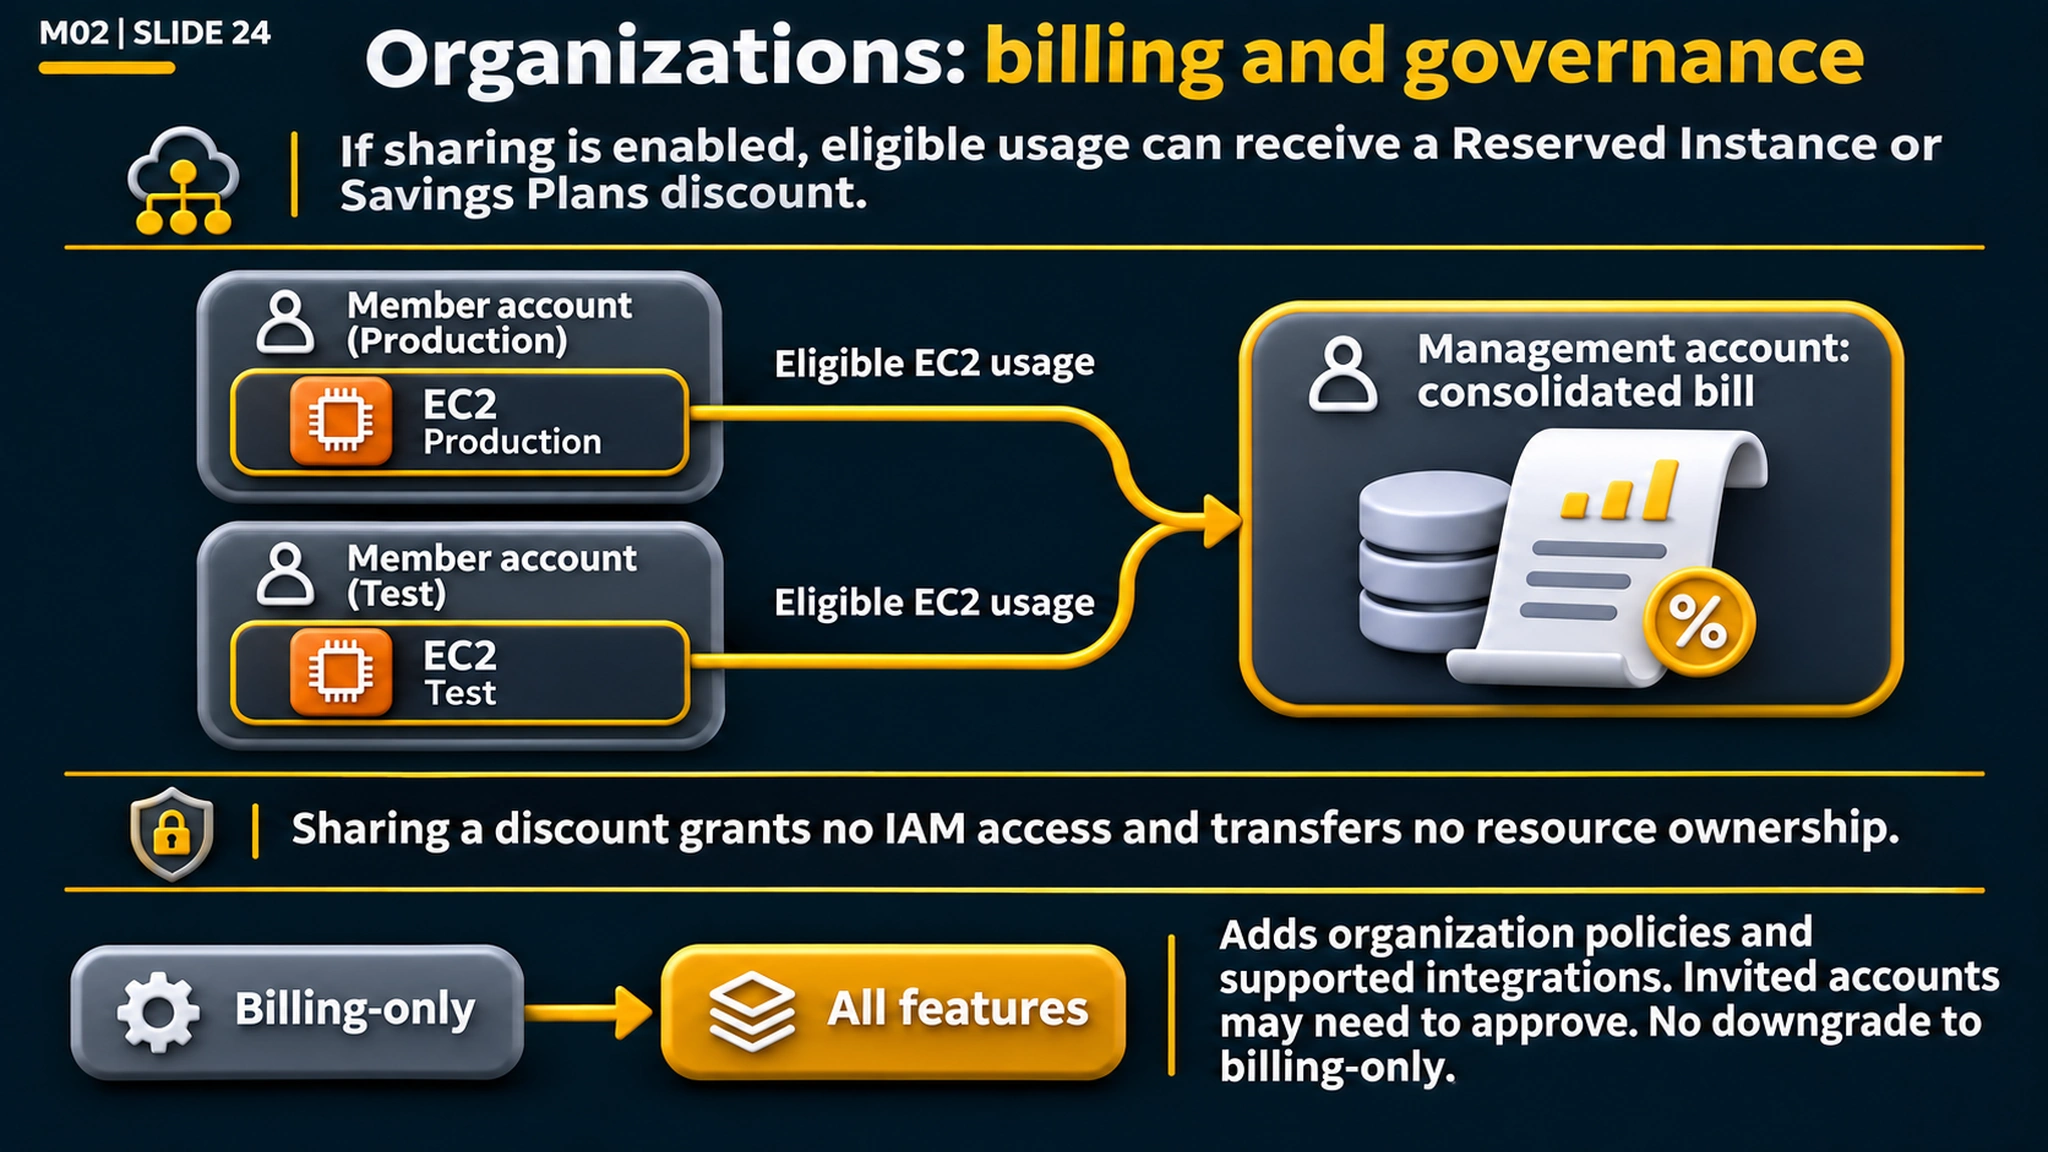 M02 | SLIDE 24
Organizations: billing and governance
If sharing is enabled, eligible usage can receive a Reserved Instance or
Savings Plans discount.
Member account
(Production)
EC2
Production
Eligible EC2 usage
Member account
(Test)
EC2
Test
Eligible EC2 usage
Management account:
consolidated bill
%
Sharing a discount grants no IAM access and transfers no resource ownership.
Billing-only
All features
Adds organization policies and
supported integrations. Invited accounts
may need to approve. No downgrade to
billing-only.